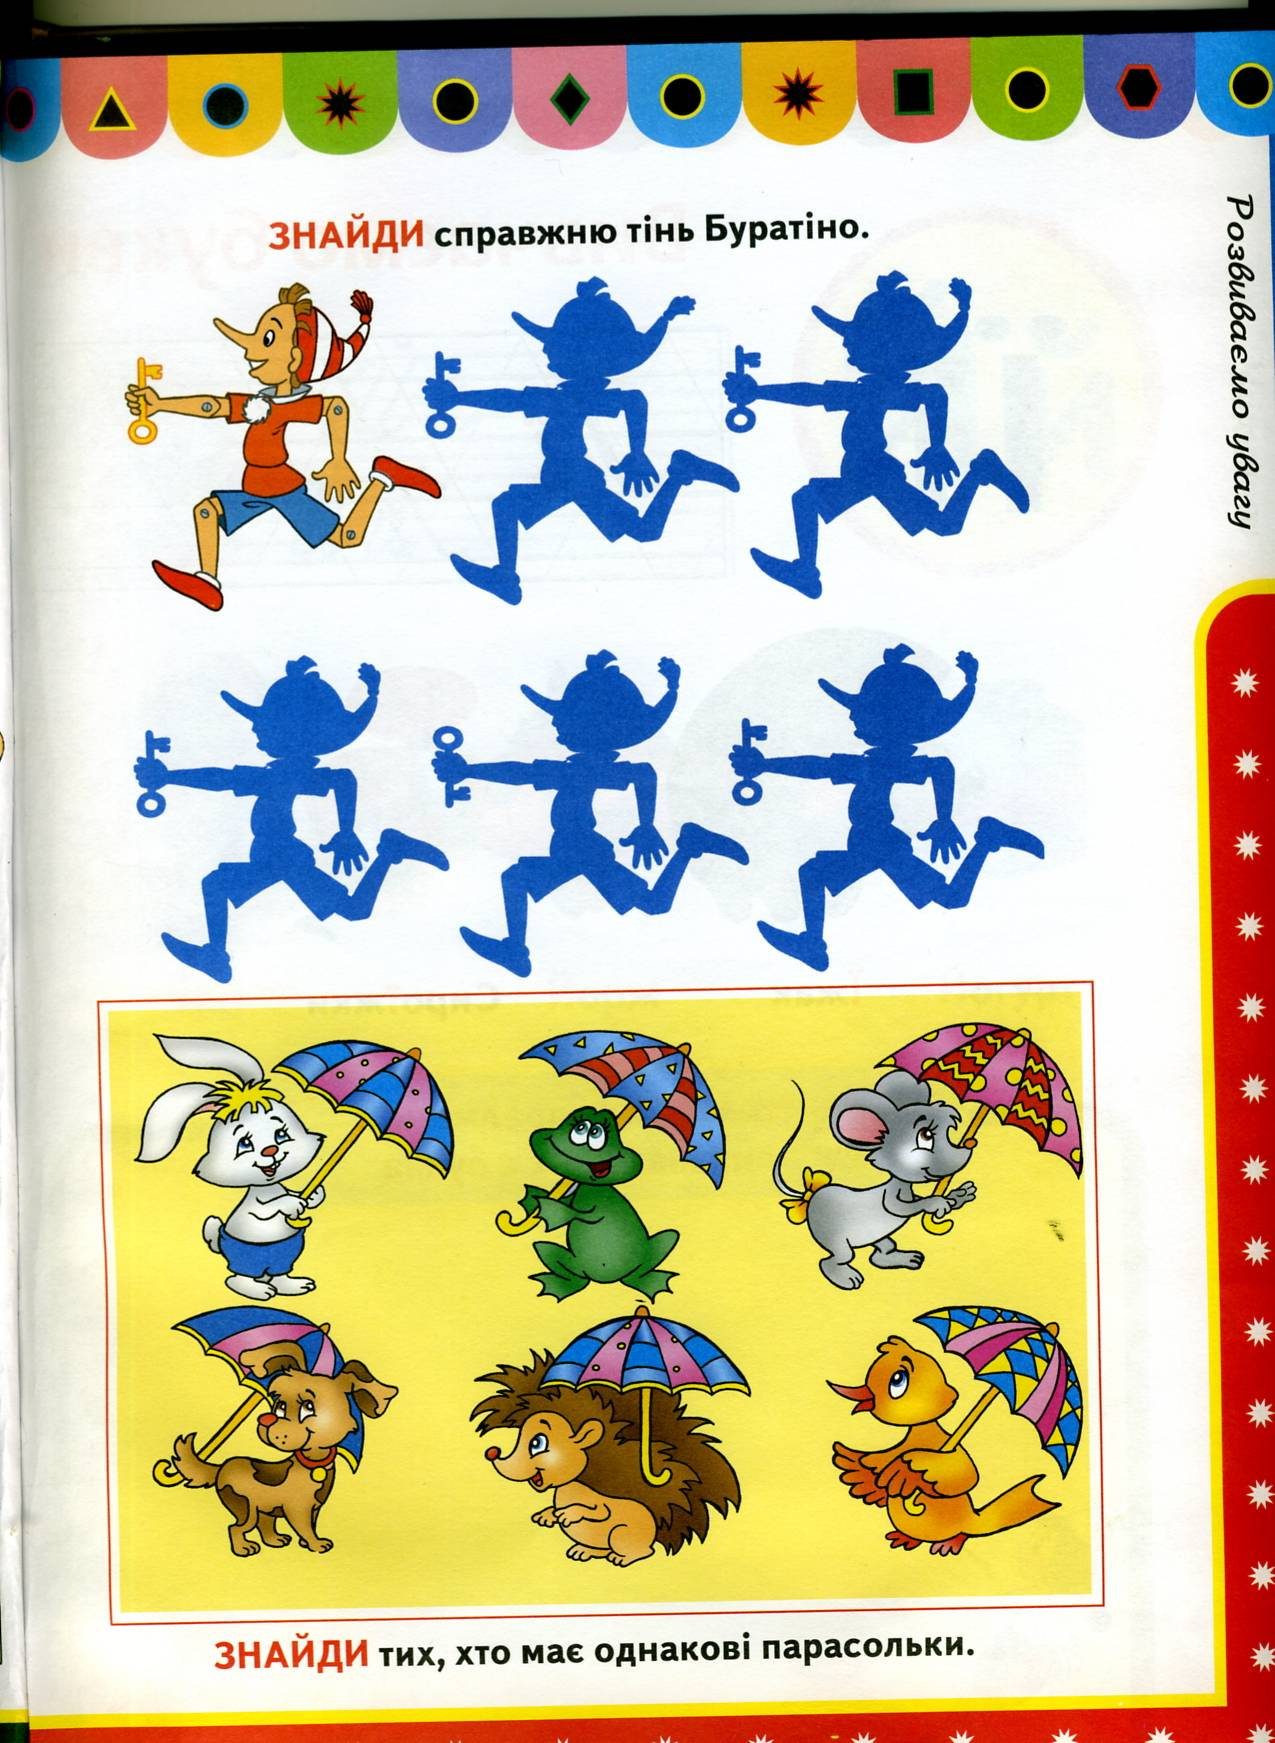 ЗНАЙДИ справжню тінь Буратіно.
Розвиваємо увагу
ЗНАЙДИ тих, хто має однакові парасольки.